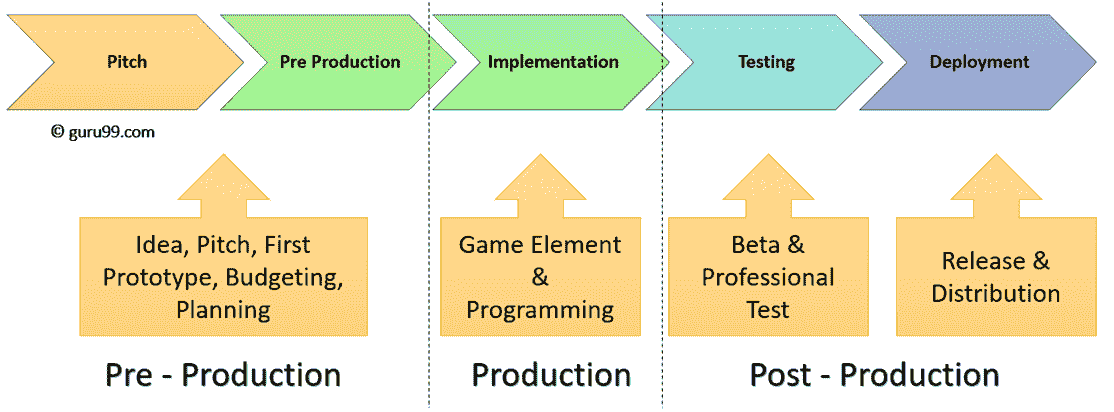 Pitch
Pre Production
Implementation
Testing
Deployment
© guru99.com
Idea, Pitch, First
Prototype, Budgeting,
Planning
Game Element
&
Programming
Beta &
Professional
Test
Release &
Distribution
Pre - Production
Production
Post - Production